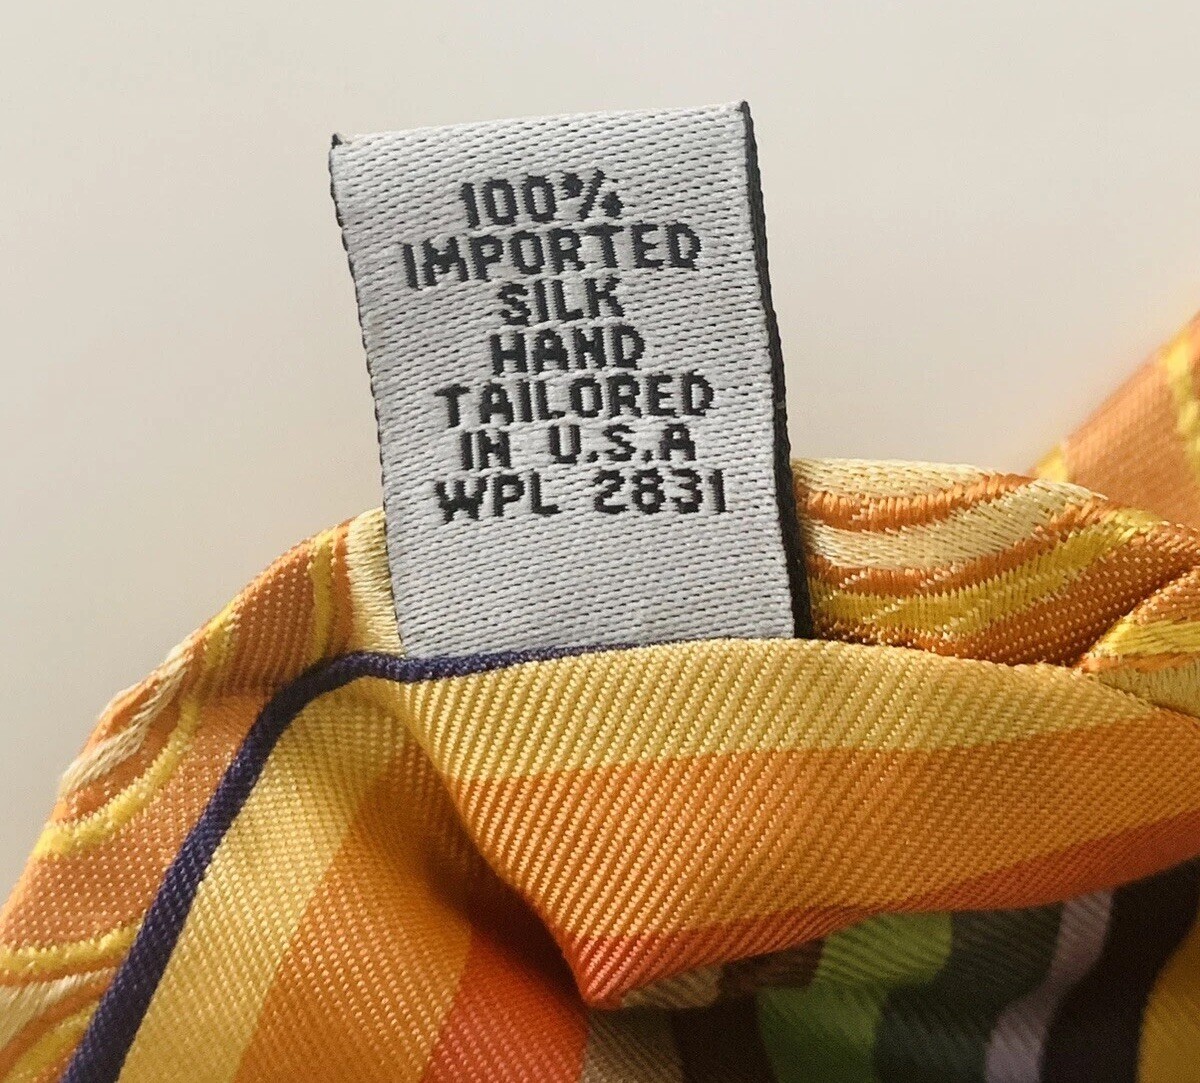 100%
IMPORTED
SILK
HAND
TAILORED
IN U.S.A
WPL 2831